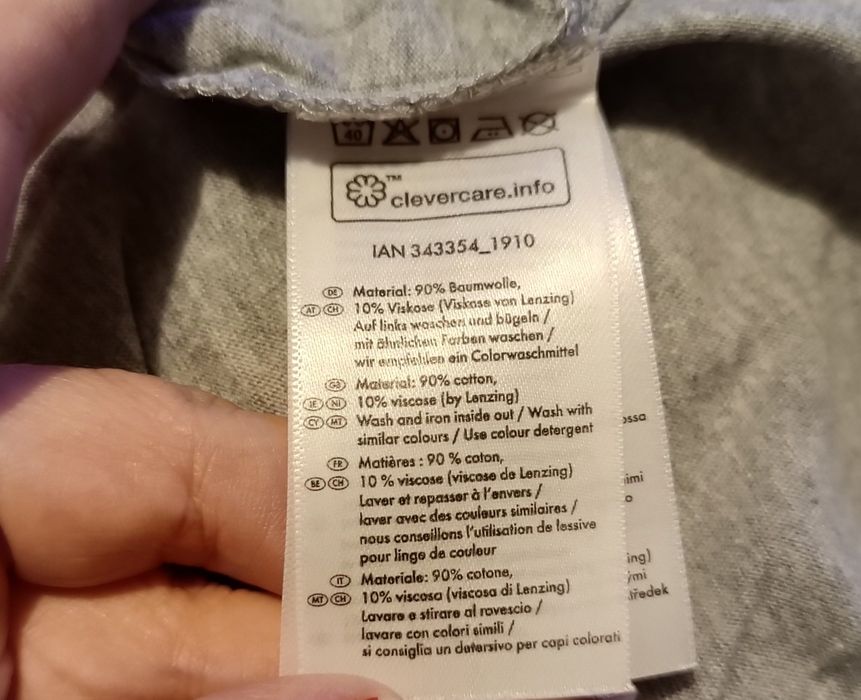 40
clevercare.info
™
IAN 343354_1910
DE Material: 90% Baumwolle,
AT CH 10% Viskose (Viskose von Lenzing)
Auf links waschen und bügeln /
mit ähnlichen Farben waschen /
wir empfehlen ein Colorwaschmittel
GB Material: 90% cotton,
IE NI 10% viscose (by Lenzing)
CY MT Wash and iron inside out / Wash with
similar colours / Use colour detergent
FR Matières : 90 % coton,
BE CH 10 % viscose (viscose de Lenzing)
Laver et repasser à l'envers /
laver avec des couleurs similaires /
nous conseillons l'utilisation de lessive
pour linge de couleur
IT Materiale: 90% cotone,
MT CH 10% viscosa (viscosa di Lenzing)
Lavare e stirare al rovescio /
lavare con colori simili /
si consiglia un detersivo per capi colorati